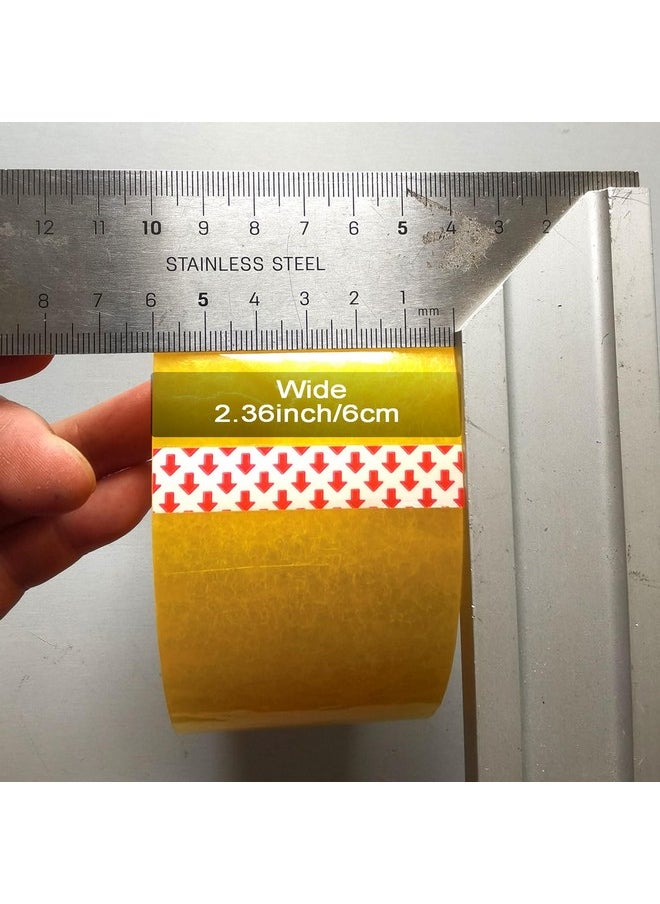 12 11 10 9 8 7 6 5 4 3 2
STAINLESS STEEL
8 7 6 5 4 3 2 1 mm
Wide
2.36inch/6cm